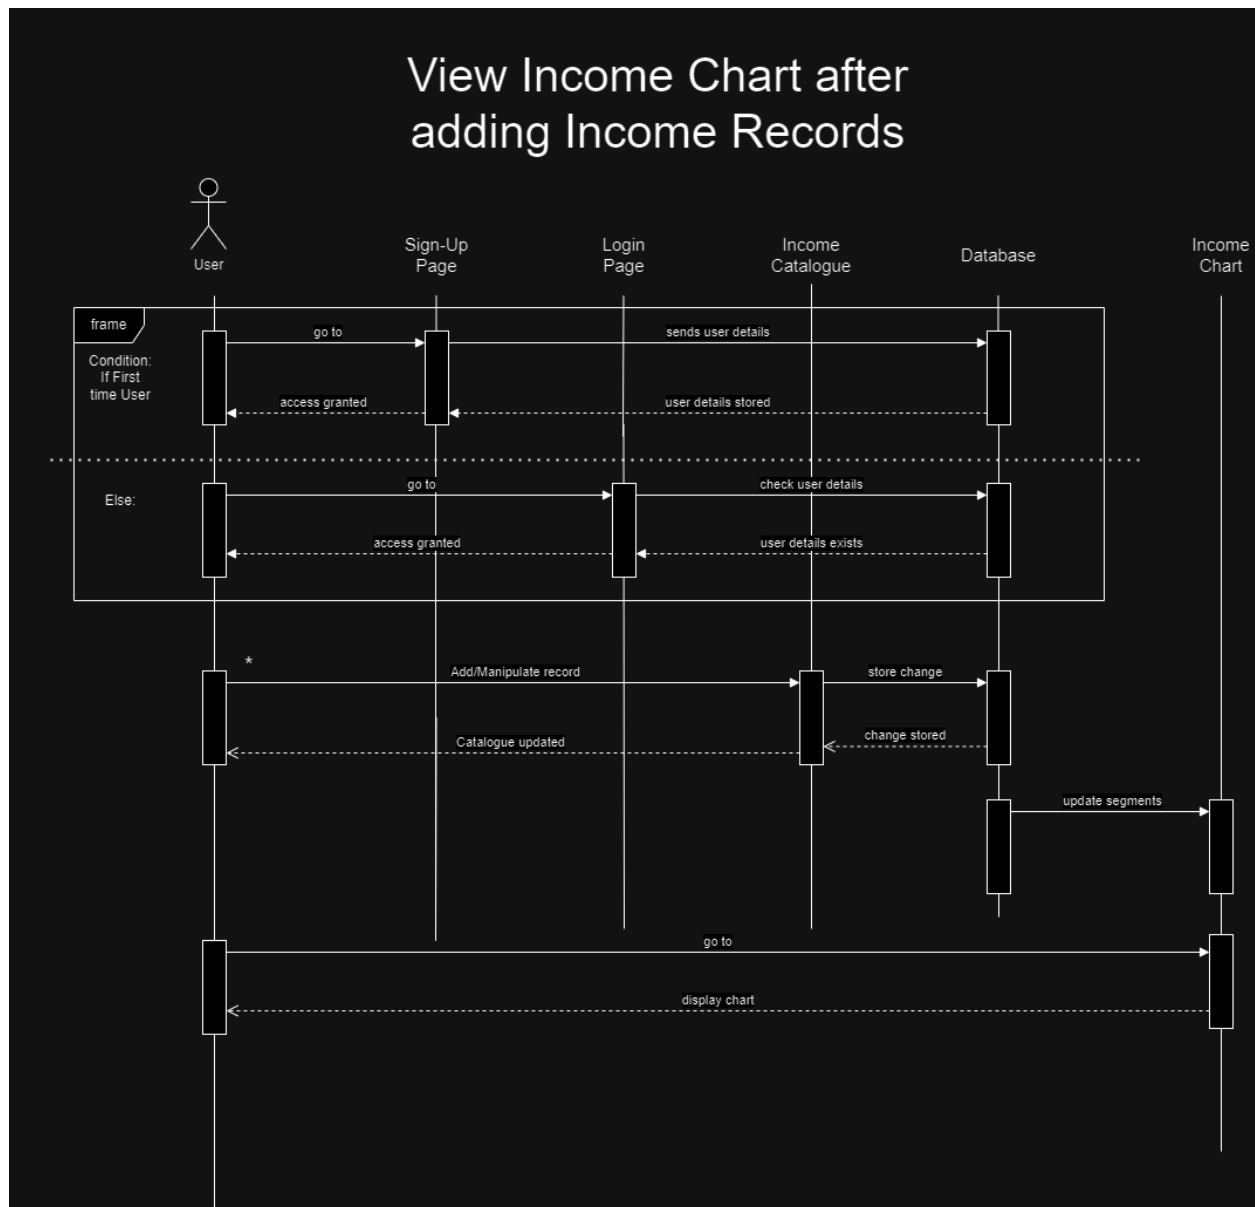 View Income Chart after
adding Income Records
User
Sign-Up
Page
Login
Page
Income
Catalogue
Database
Income
Chart
frame
Condition:
If First
time User
go to
sends user details
access granted
user details stored
Else:
go to
check user details
access granted
user details exists
*
Add/Manipulate record
store change
Catalogue updated
change stored
update segments
go to
display chart